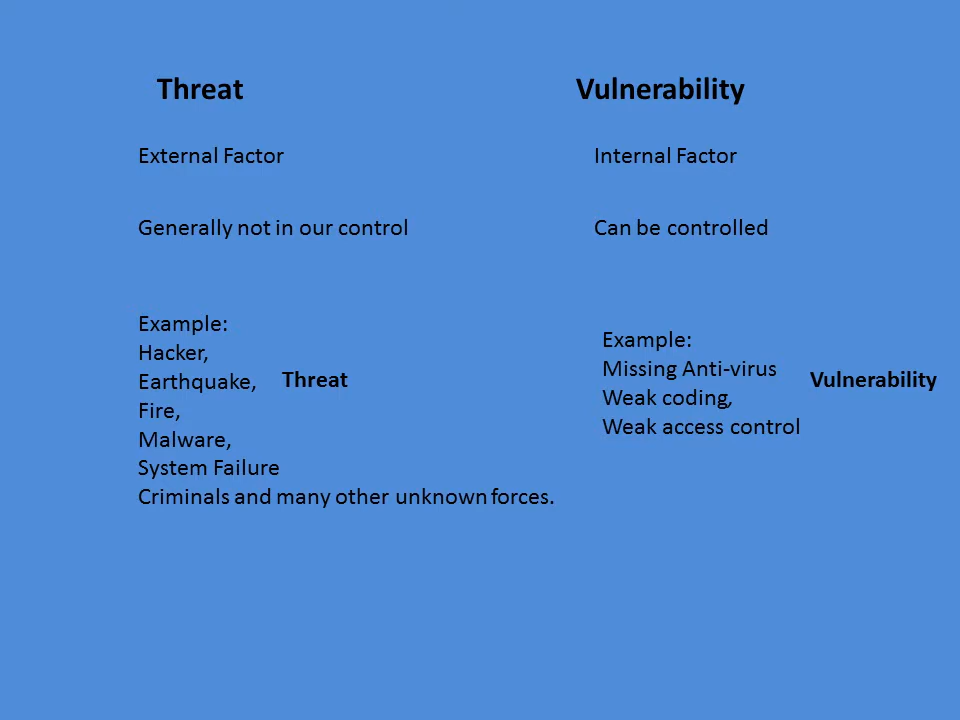 Threat
Vulnerability
External Factor
Internal Factor
Generally not in our control
Can be controlled
Example:
Hacker,
Earthquake,
Fire,
Malware,
System Failure
Criminals and many other unknown forces.
Threat
Example:
Missing Anti-virus
Weak coding,
Weak access control
Vulnerability